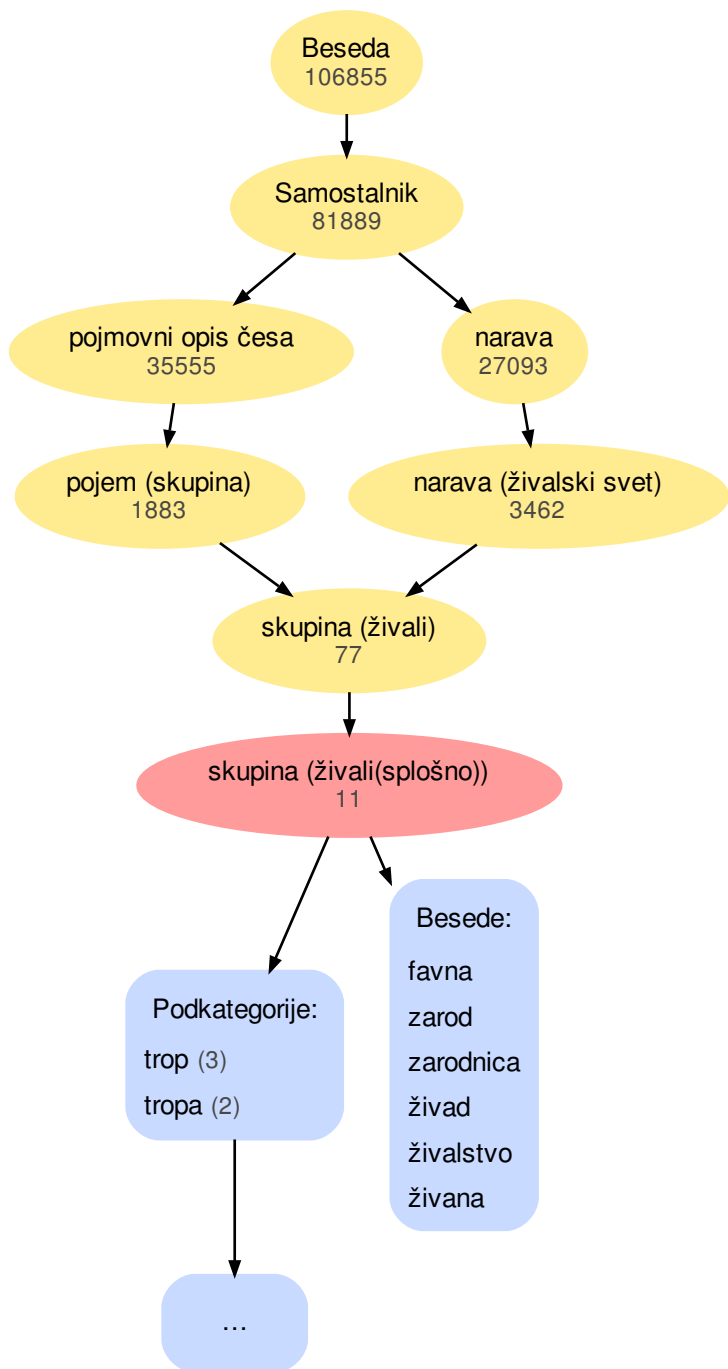 Beseda
106855
Samostalnik
81889
pojmovni opis česa
35555
narava
27093
pojem (skupina)
1883
narava (živalski svet)
3462
skupina (živali)
77
skupina (živali(splošno))
11
Besede:
favna
zarod
zarodnica
živad
živalstvo
živana
Podkategorije:
trop (3)
tropa (2)
...